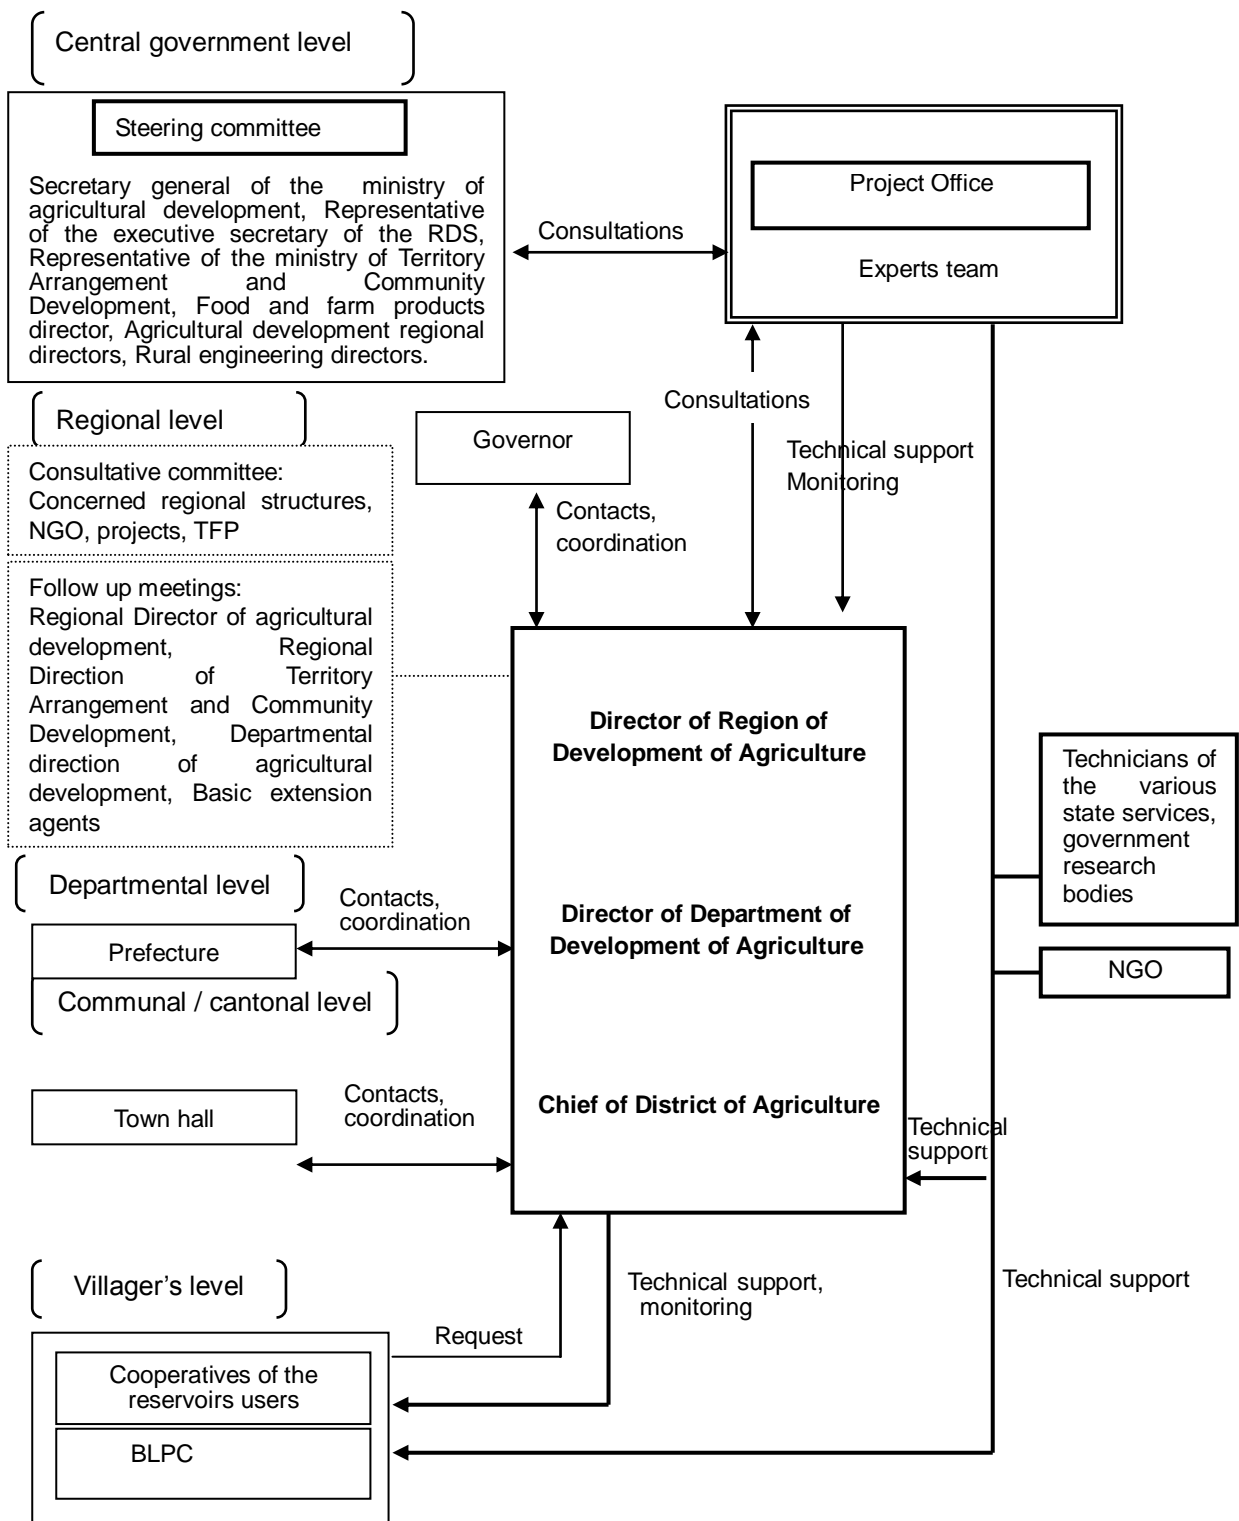 Central government level
Steering committee
Secretary general of the ministry of
agricultural development, Representative
of the executive secretary of the RDS,
Representative of the ministry of Territory
Arrangement and Community
Development, Food and farm products
director, Agricultural development regional
directors, Rural engineering directors.
Consultations
Project Office
Experts team
Regional level
Consultative committee:
Concerned regional structures,
NGO, projects, TFP
Governor
Contacts,
coordination
Consultations
Technical support
Monitoring
Follow up meetings:
Regional Director of agricultural
development, Regional
Direction of Territory
Arrangement and Community
Development, Departmental
direction of agricultural
development, Basic extension
agents
Director of Region of
Development of Agriculture
Technicians of
the various
state services,
government
research
bodies
Departmental level
Contacts,
coordination
Prefecture
Director of Department of
Development of Agriculture
NGO
Communal / cantonal level
Town hall
Contacts,
coordination
Chief of District of Agriculture
Technical
support
Villager’s level
Technical support,
monitoring
Technical support
Request
Cooperatives of the
reservoirs users
BLPC